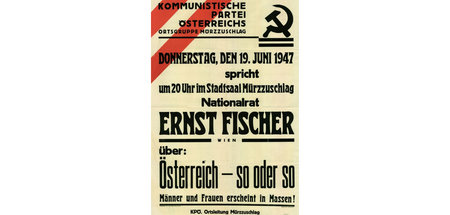 KOMMUNISTISCHE
PARTEI
ÖSTERREICHS
ORTSGRUPPE MÜRZZUSCHLAG
DONNERSTAG, DEN 19. JUNI 1947
spricht
um 20 Uhr im Stadtsaal Mürzzuschlag
Nationalrat
ERNST FISCHER
WIEN
über:
Österreich — so oder so
Männer und Frauen erscheint in Massen!
KPÖ, Ortsleitung Mürzzuschlag